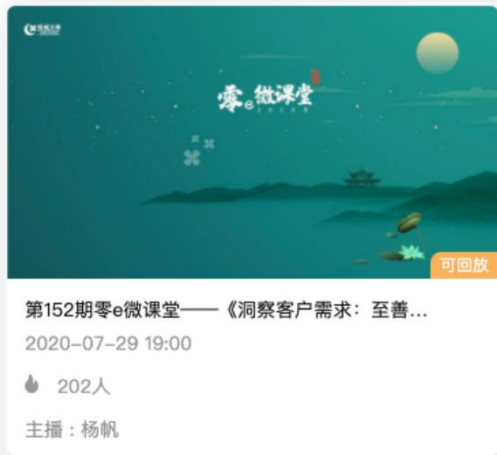 零e微课堂
可回放
第152期零e微课堂——《洞察客户需求：至善...
2020-07-29 19:00
202人
主播：杨帆